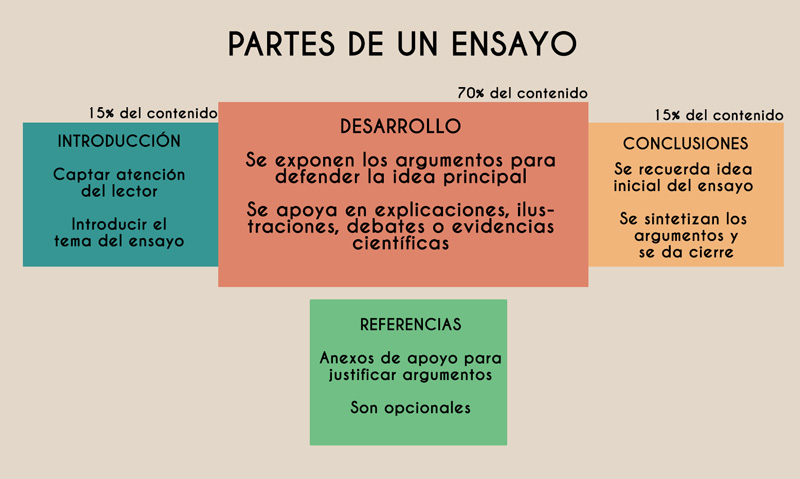 PARTES DE UN ENSAYO
15% del contenido
INTRODUCCIÓN
Captar atención
del lector
Introducir el
tema del ensayo
70% del contenido
DESARROLLO
Se exponen los argumentos para
defender la idea principal
Se apoya en explicaciones, ilus-
traciones, debates o evidencias
científicas
15% del contenido
CONCLUSIONES
Se recuerda idea
inicial del ensayo
Se sintetizan los
argumentos y
se da cierre
REFERENCIAS
Anexos de apoyo para
justificar argumentos
Son opcionales